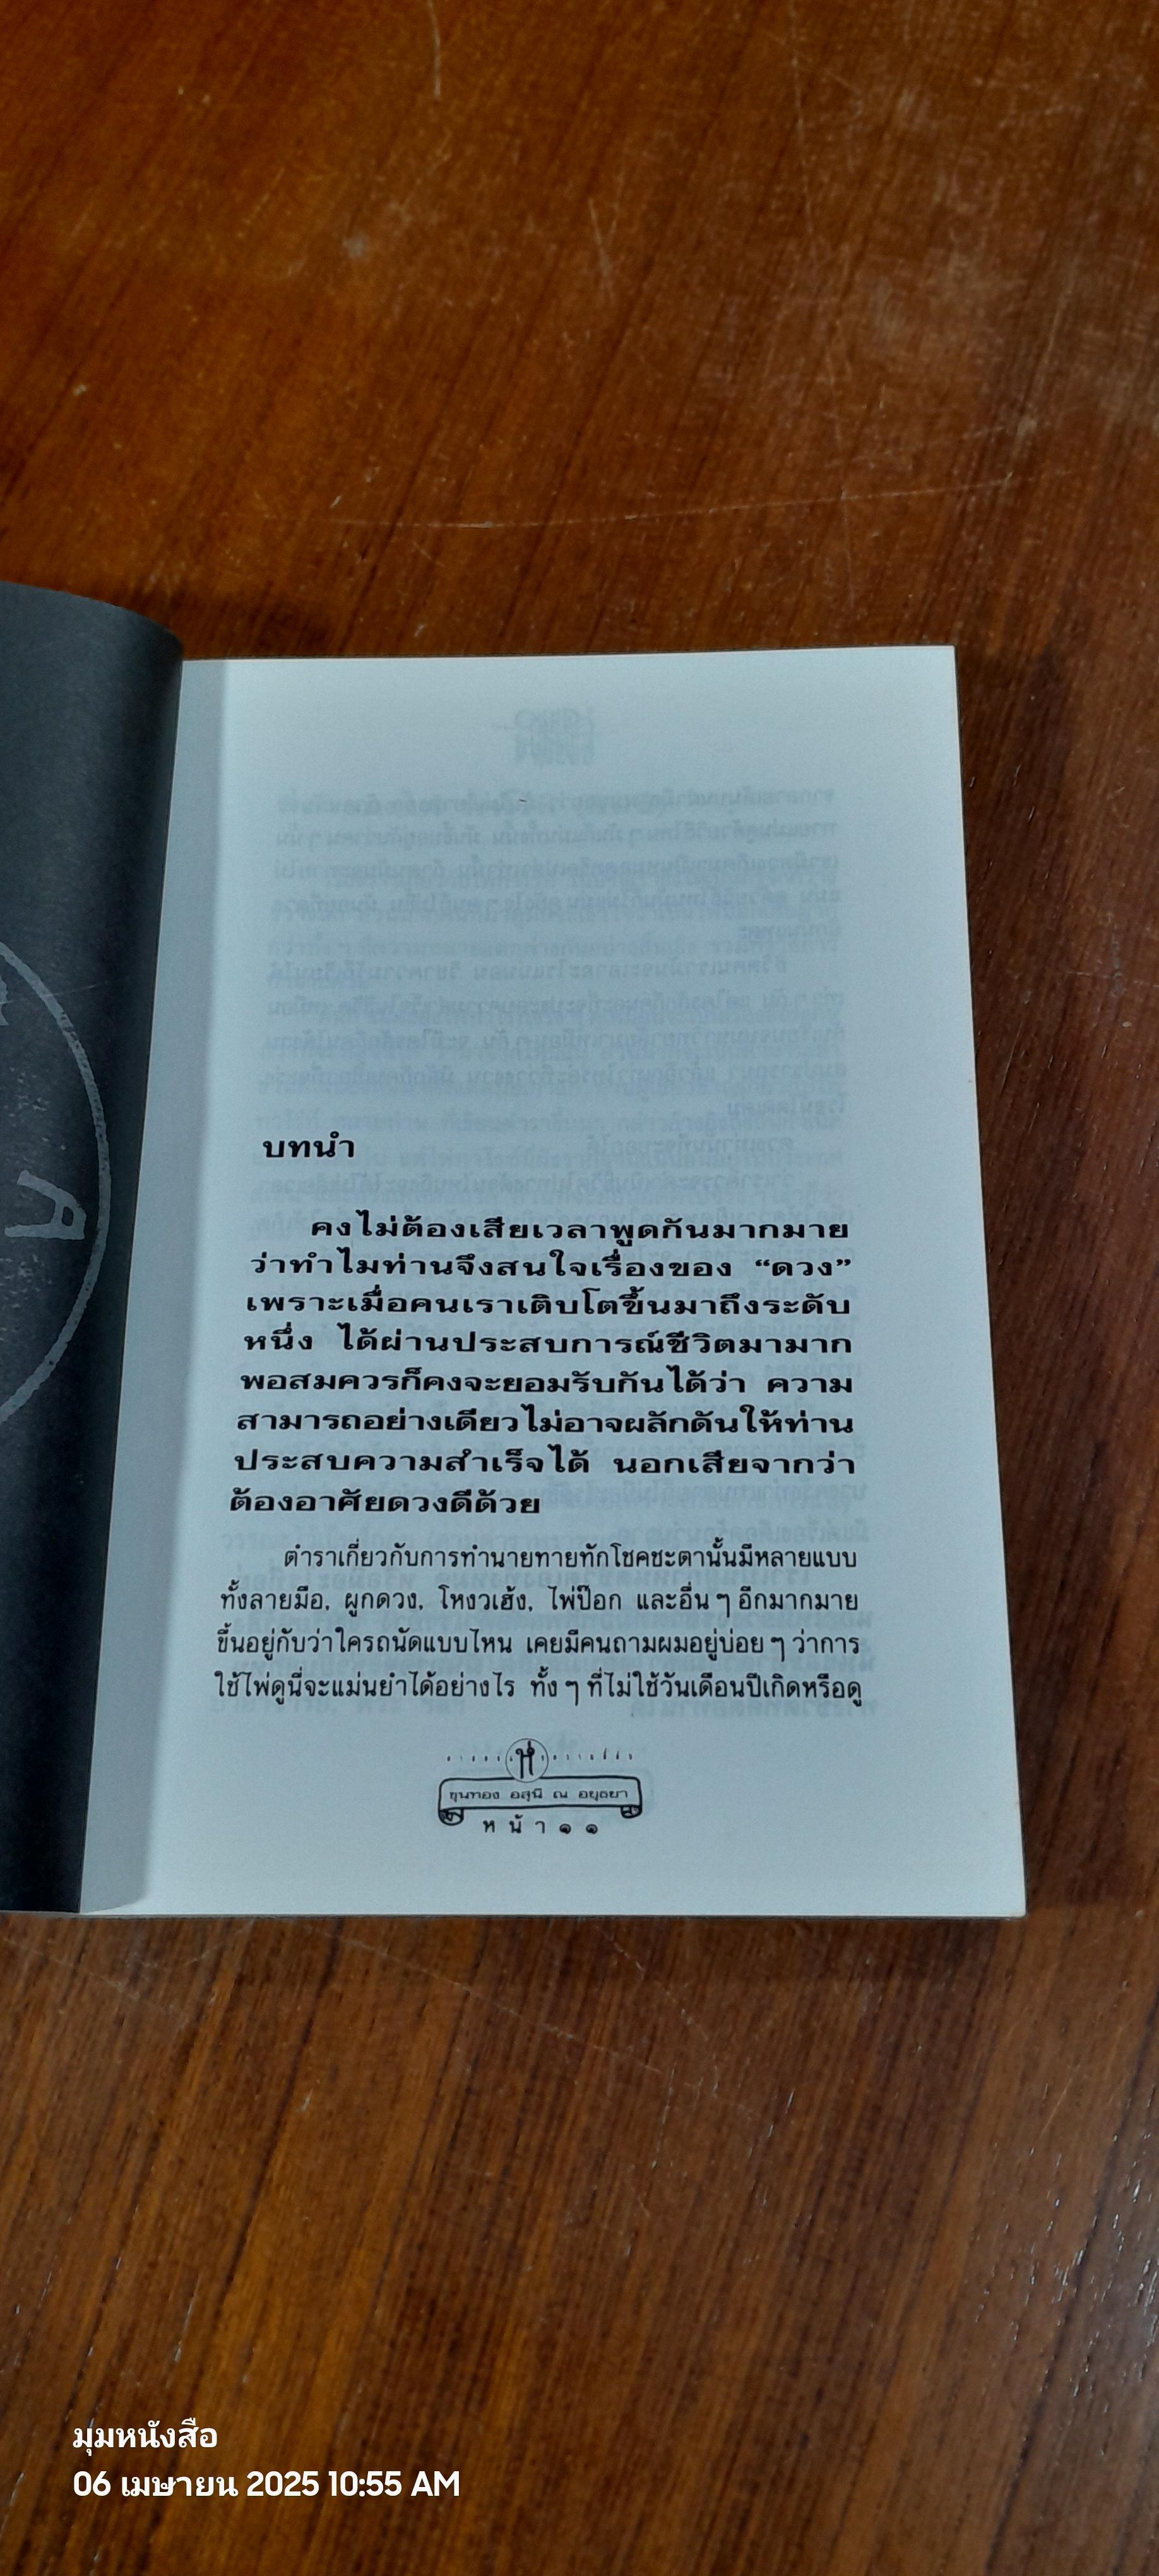 บทนำ
คงไม่ต้องเสียเวลาพูดกันมากมาย
ว่าทำไมท่านจึงสนใจเรื่องของ “ดวง”
เพราะเมื่อคนเราเติบโตขึ้นมาถึงระดับ
หนึ่ง ได้ผ่านประสบการณ์ชีวิตมามาก
พอสมควรก็คงจะยอมรับกันได้ว่า ความ
สามารถอย่างเดียวไม่อาจผลักดันให้ท่าน
ประสบความสำเร็จได้ นอกเสียจากว่า
ต้องอาศัยดวงดีด้วย
ตำราเกี่ยวกับการทำนายทายทักโชคชะตานั้นมีหลายแบบ
ทั้งลายมือ, ผูกดวง, โหงวเฮ้ง, ไพ่ป๊อก และอื่น ๆ อีกมากมาย
ขึ้นอยู่กับว่าใครถนัดแบบไหน เคยมีคนถามผมอยู่บ่อย ๆ ว่าการ
ใช้ไพ่ดูนี่จะแม่นยำได้อย่างไร ทั้ง ๆ ที่ไม่ใช้วันเดือนปีเกิดหรือดู
ขุนทอง อสุนี ณ อยุธยา
หน้า ๑๑
มุมหนังสือ
06 เมษายน 2025 10:55 AM